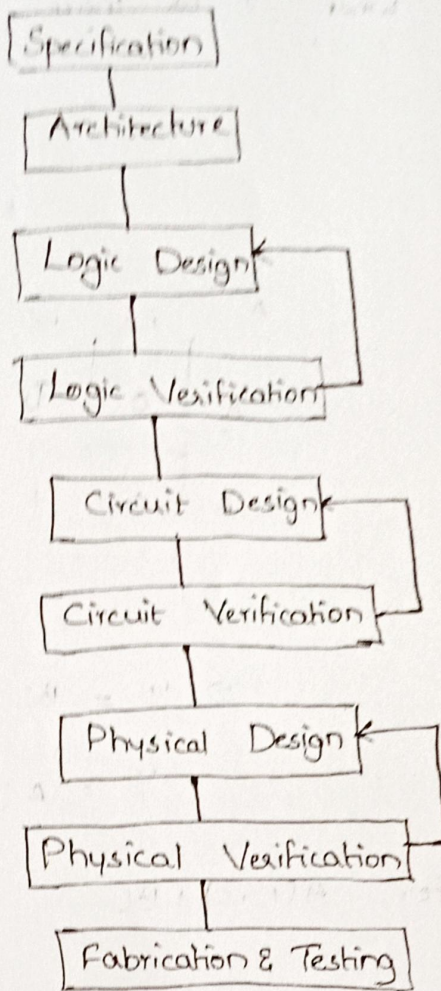 Specification
Architecture
Logic Design
Logic Verification
Circuit Design
Circuit Verification
Physical Design
Physical Verification
Fabrication & Testing